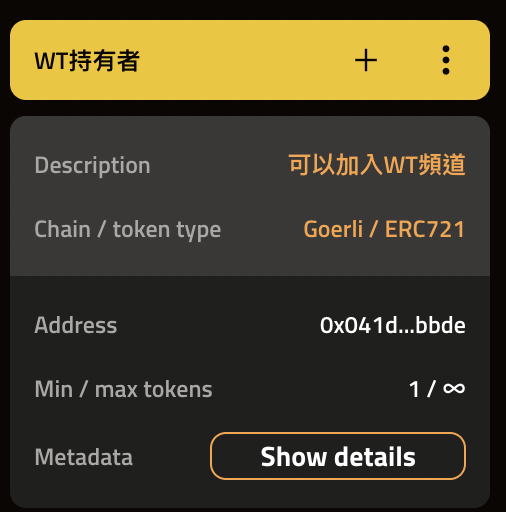 WT持有者
Description 可以加入WT頻道
Chain / token type Goerli / ERC721
Address 0x041d...bbde
Min / max tokens 1 / ∞
Metadata Show details